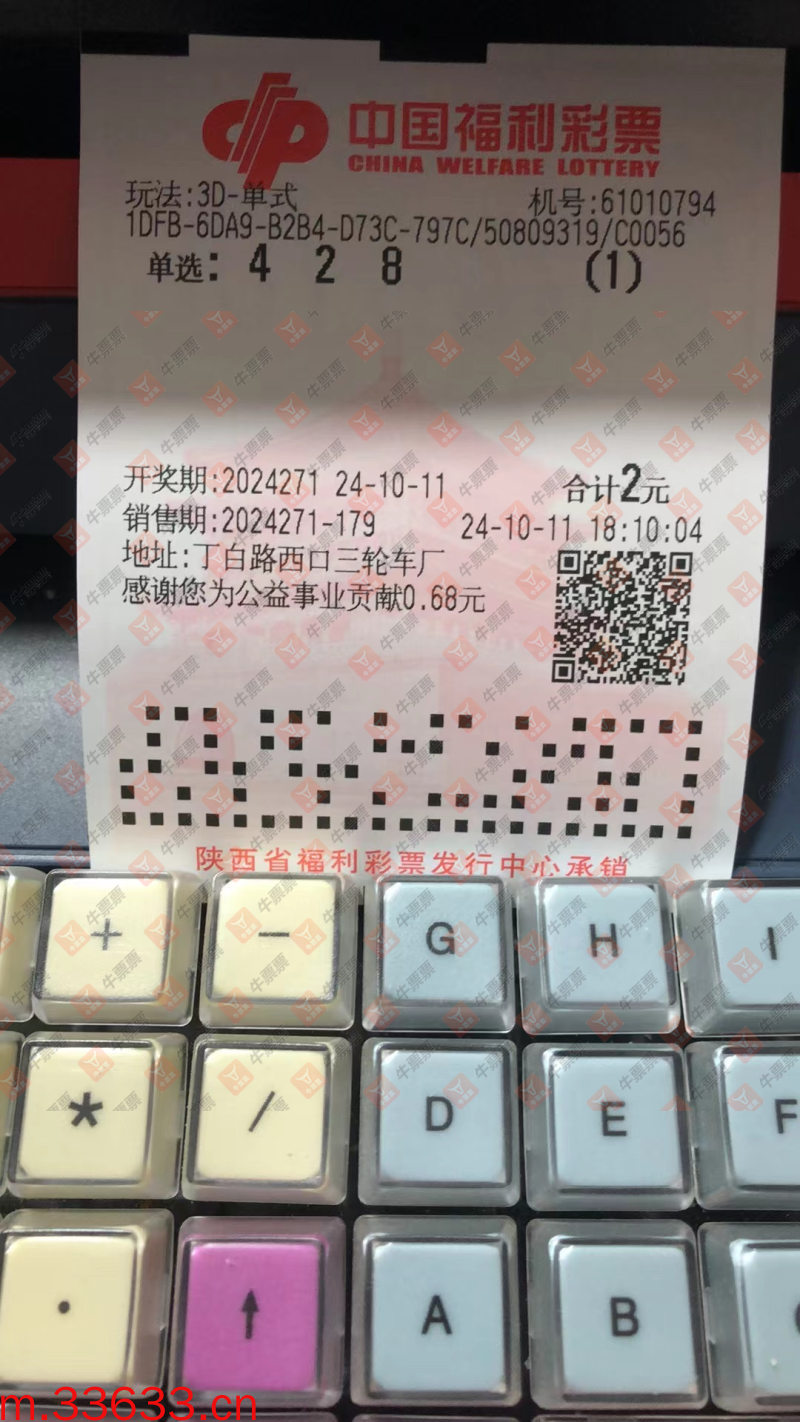 中国福利彩票
CHINA WELFARE LOTTERY
玩法:3D-单式 机号:61010794
1DFB-6DA9-B2B4-D73C-797C/50809319/C0056
单选: 4 2 8 (1)
开奖期:2024271 24-10-11 合计2元
销售期:2024271-179 24-10-11 18:10:04
地址:丁白路西口三轮车厂
感谢您为公益事业贡献0.68元
陕西省福利彩票发行中心承销
牛票票
+ - G H I
* / D E F
. ↑ A B
m.33633.cn